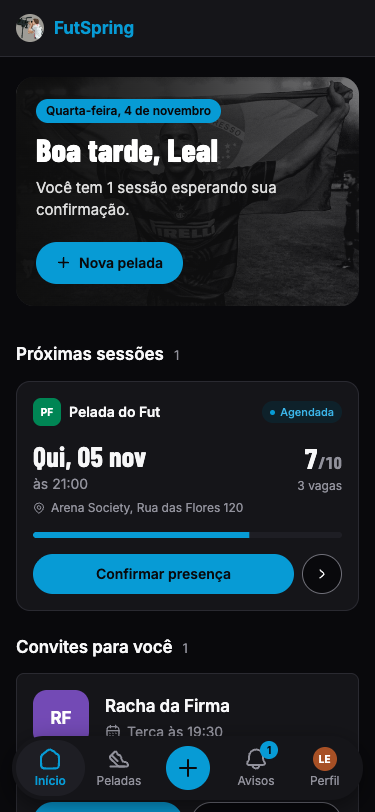 FutSpring
Quarta-feira, 4 de novembro
Boa tarde, Leal
Você tem 1 sessão esperando sua
confirmação.
PIRELLI
+ Nova pelada
Próximas sessões 1
PF Pelada do Fut
Agendada
Qui, 05 nov
7/10
às 21:00
3 vagas
Arena Society, Rua das Flores 120
Confirmar presença
Convites para você 1
RF
Racha da Firma
Terça às 19:30
1
LE
Início
Peladas
Avisos
Perfil